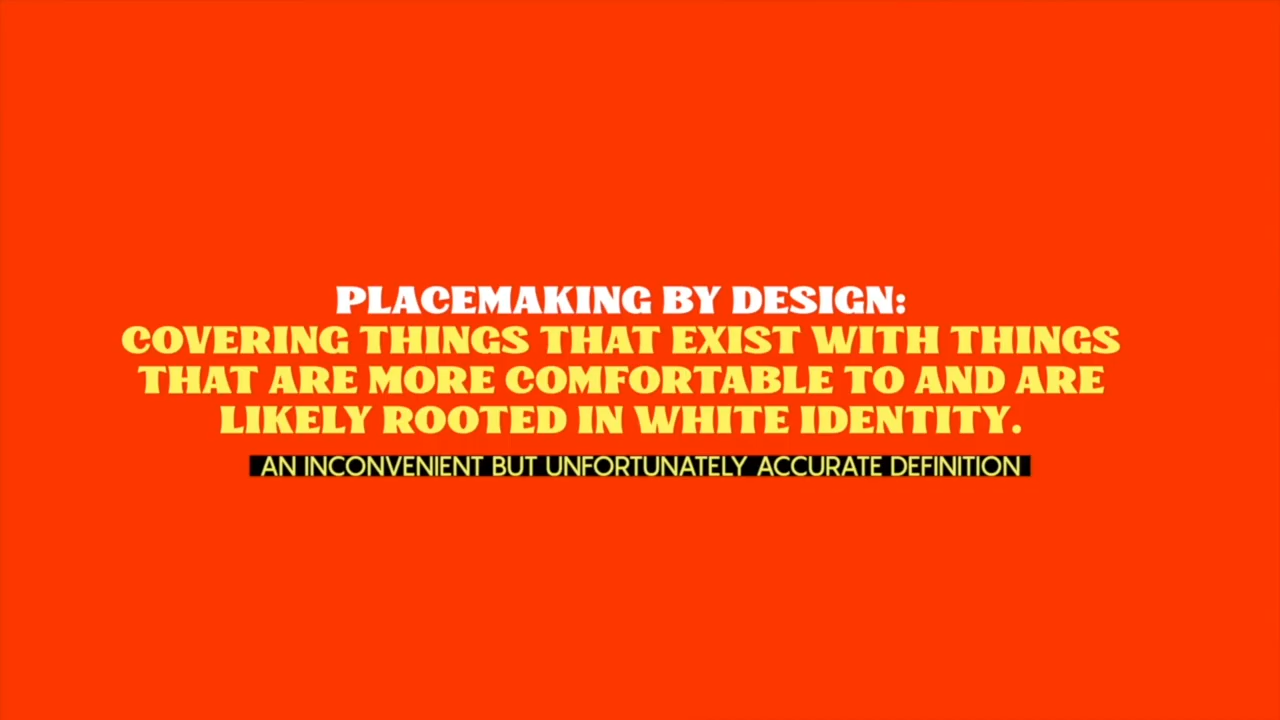 PLACEMAKING BY DESIGN:
COVERING THINGS THAT EXIST WITH THINGS
THAT ARE MORE COMFORTABLE TO AND ARE
LIKELY ROOTED IN WHITE IDENTITY.
AN INCONVENIENT BUT UNFORTUNATELY ACCURATE DEFINITION